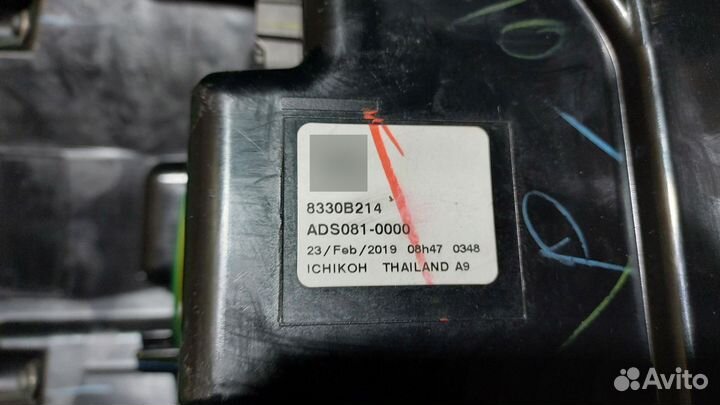 8330B214
ADS081-0000
23/Feb/2019 08h47 0348
ICHIKOH THAILAND A9
Avito